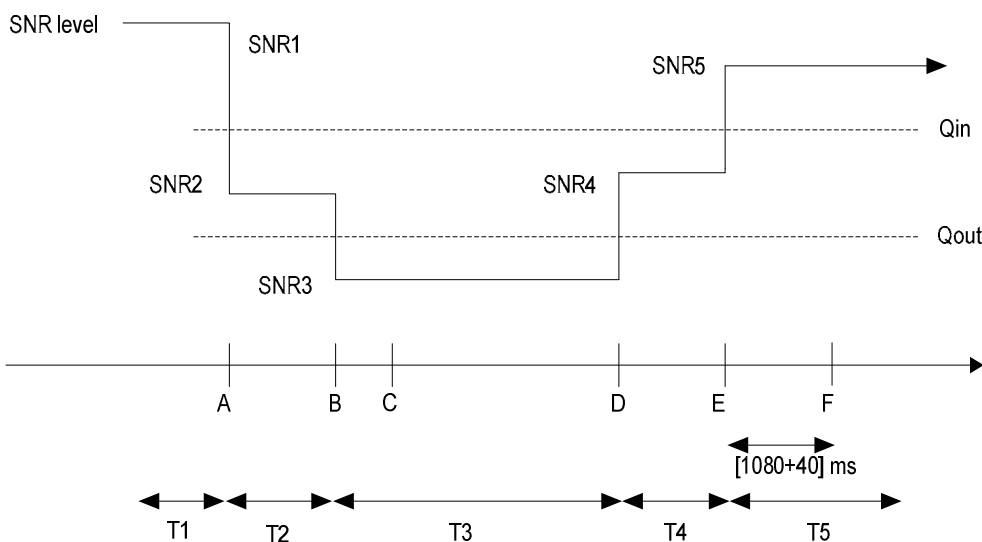 SNR level
SNR1
SNR5
Qin
SNR2
SNR4
Qout
SNR3
A B C D E F
[1080+40] ms
T1 T2 T3 T4 T5